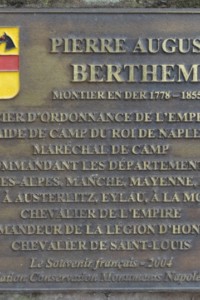 PIERRE AUGUS
BERTHEM
MONTIER EN DER 1778 - 1855
IER D'ORDONNANCE DE L'EMPE
AIDE DE CAMP DU ROI DE NAPLE
MARÉCHAL DE CAMP
OMMANDANT LES DÉPARTEMENT
ES-ALPES, MANCHE, MAYENNE,
À AUSTERLITZ, EYLAU, À LA MO
CHEVALIER DE L'EMPIRE
MANDEUR DE LA LÉGION D'HON
CHEVALIER DE SAINT-LOUIS
Le Souvenir français - 2004
ation Conservation Monuments Napole